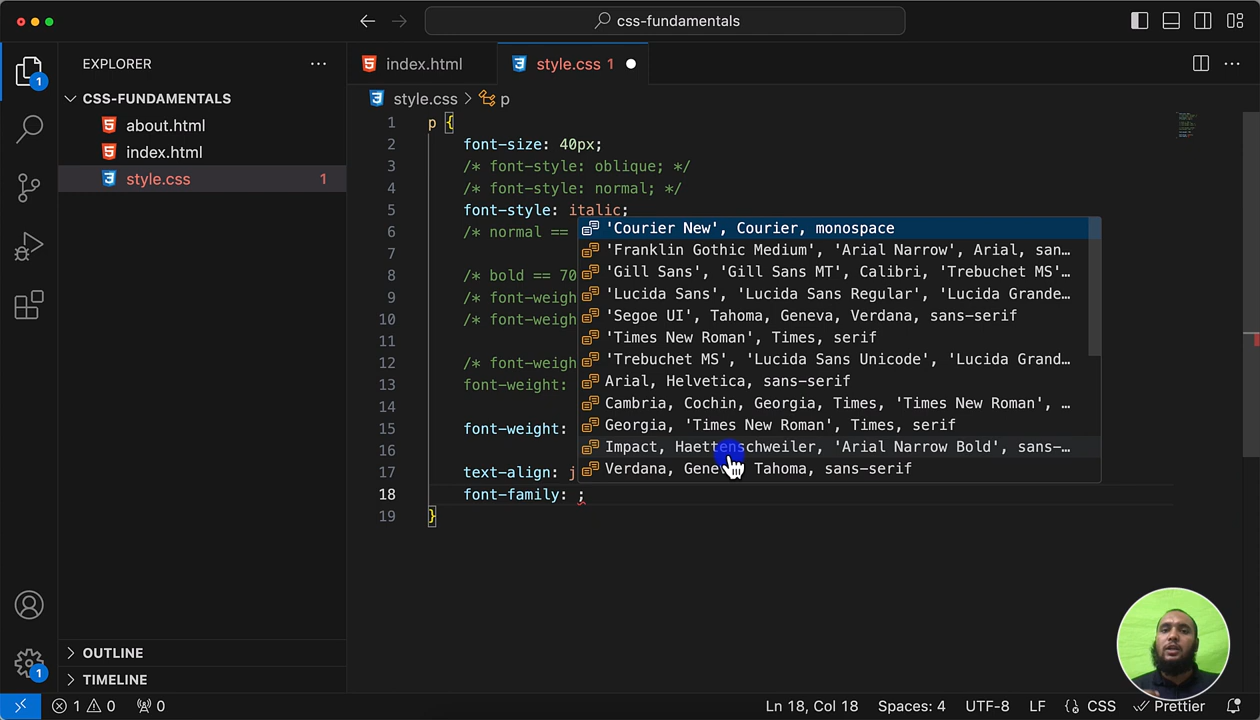 css-fundamentals
EXPLORER
CSS-FUNDAMENTALS
about.html
index.html
style.css 1
index.html
style.css 1
style.css > p
1 p {
2 font-size: 40px;
3 /* font-style: oblique; */
4 /* font-style: normal; */
5 font-style: italic;
6 /* normal ==
7
8 /* bold == 70
9 /* font-weigh
10 /* font-weigh
11
12 /* font-weigh
13 font-weight:
14
15 font-weight:
16
17 text-align: j
18 font-family: ;
19 }
'Courier New', Courier, monospace
'Franklin Gothic Medium', 'Arial Narrow', Arial, san…
'Gill Sans', 'Gill Sans MT', Calibri, 'Trebuchet MS'…
'Lucida Sans', 'Lucida Sans Regular', 'Lucida Grande…
'Segoe UI', Tahoma, Geneva, Verdana, sans-serif
'Times New Roman', Times, serif
'Trebuchet MS', 'Lucida Sans Unicode', 'Lucida Grand…
Arial, Helvetica, sans-serif
Cambria, Cochin, Georgia, Times, 'Times New Roman', …
Georgia, 'Times New Roman', Times, serif
Impact, Haettenschweiler, 'Arial Narrow Bold', sans-…
Verdana, Geneva, Tahoma, sans-serif
1
1
OUTLINE
TIMELINE
1 0 0
Ln 18, Col 18 Spaces: 4 UTF-8 LF {} CSS Prettier